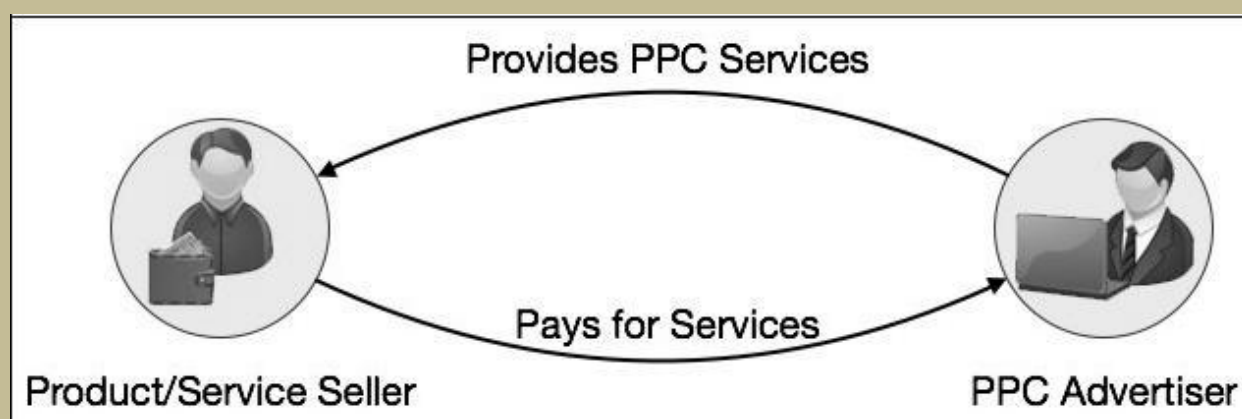 Provides PPC Services
Pays for Services
Product/Service Seller
PPC Advertiser